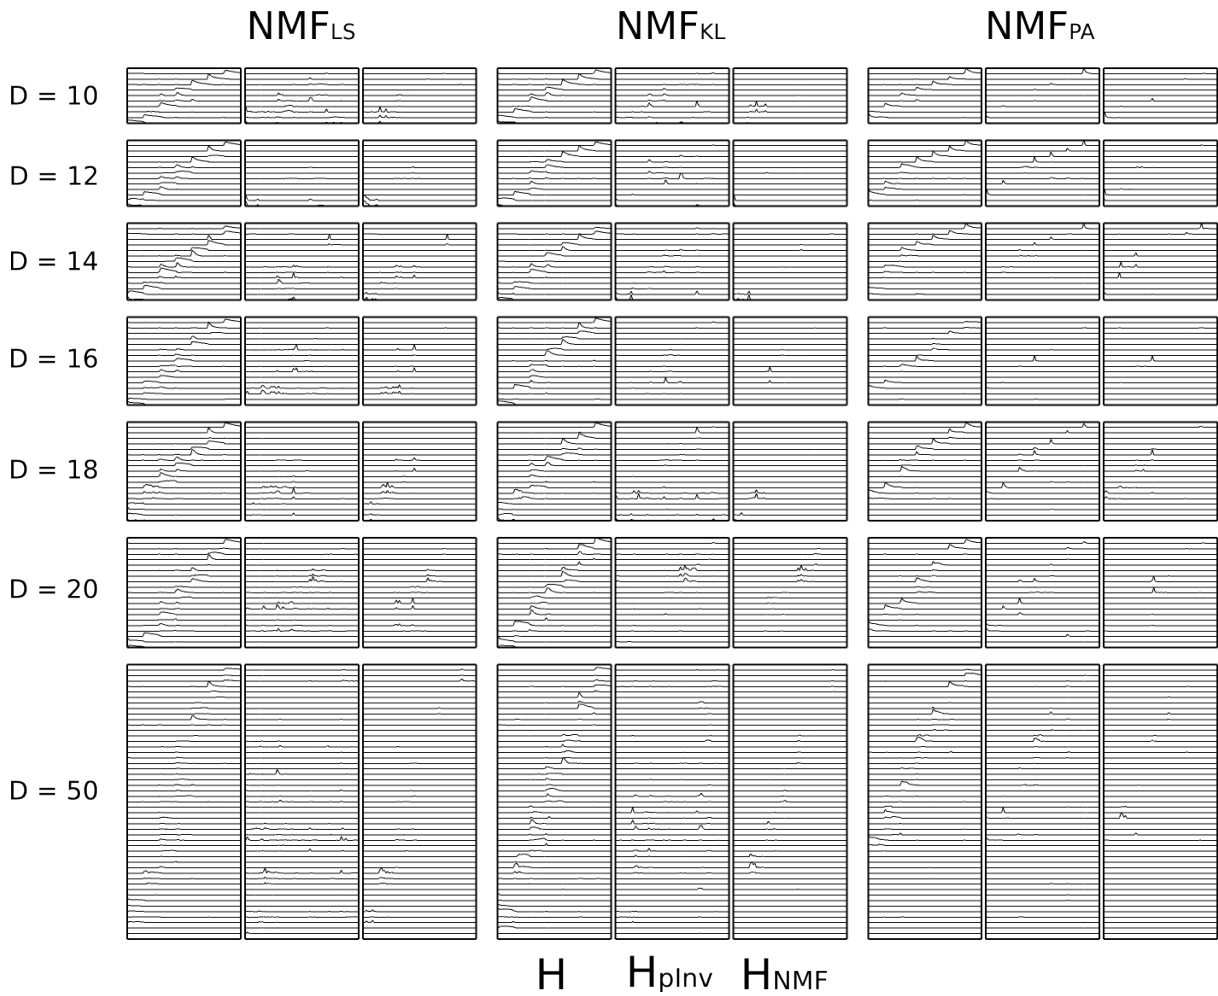 NMFLS NMFKL NMFPA
D = 10
D = 12
D = 14
D = 16
D = 18
D = 20
D = 50
H HpInv HNMF